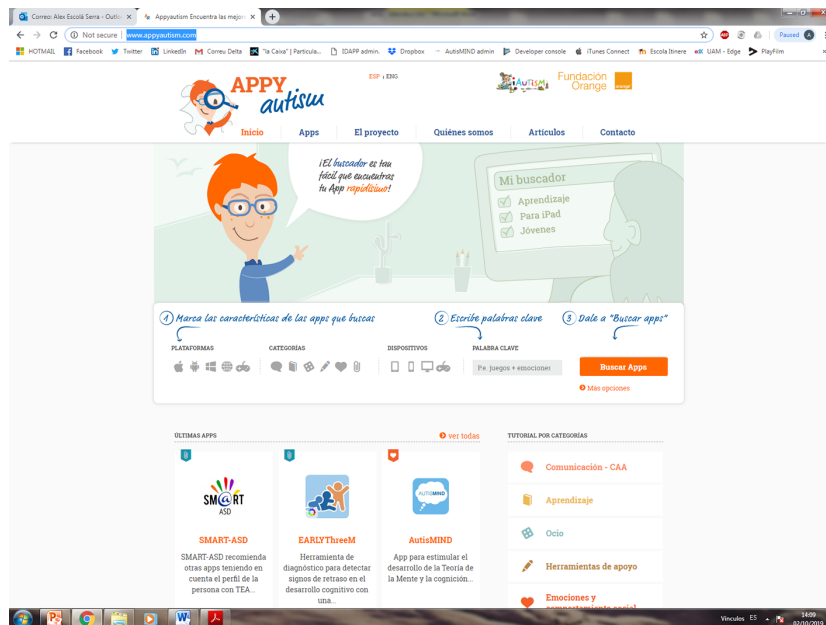 Correo: Alex Escolà Serra - Outlo
Appyautism Encuentra las mejor
Not secure | www.appyautism.com
Paused
HOTMAIL
Facebook
Twitter
LinkedIn
Gmail Correu Delta
"la Caixa" | Particula...
IDAPP admin.
Dropbox
AutisMIND admin
Developer console
iTunes Connect
Escola Itinere
UAM - Edge
PlayFilm
»
APPY
autism
ESP | ENG
iAutism
Fundación
Orange
orange
Inicio
Apps
El proyecto
Quiénes somos
Artículos
Contacto
¡El buscador es tan
fácil que encuentras
tu App rapidísimo!
Mi buscador
Aprendizaje
Para iPad
Jóvenes
1 Marca las características de las apps que buscas
2 Escribe palabras clave
3 Dale a "Buscar apps"
PLATAFORMAS
CATEGORÍAS
DISPOSITIVOS
PALABRA CLAVE
P.e. juegos + emociones
Buscar Apps
Más opciones
ÚLTIMAS APPS
ver todas
TUTORIAL POR CATEGORÍAS
SM@RT
ASD
SMART-ASD
SMART-ASD recomienda
otras apps teniendo en
cuenta el perfil de la
persona con TEA...
EARLYThreeM
Herramienta de
diagnóstico para detectar
signos de retraso en el
desarrollo cognitivo con
una...
AUTISMIND
AutisMIND
App para estimular el
desarrollo de la Teoría de
la Mente y la cognición...
Comunicación - CAA
Aprendizaje
Ocio
Herramientas de apoyo
Emociones y
comportamiento social
Vínculos
ES
14:09
02/10/2019